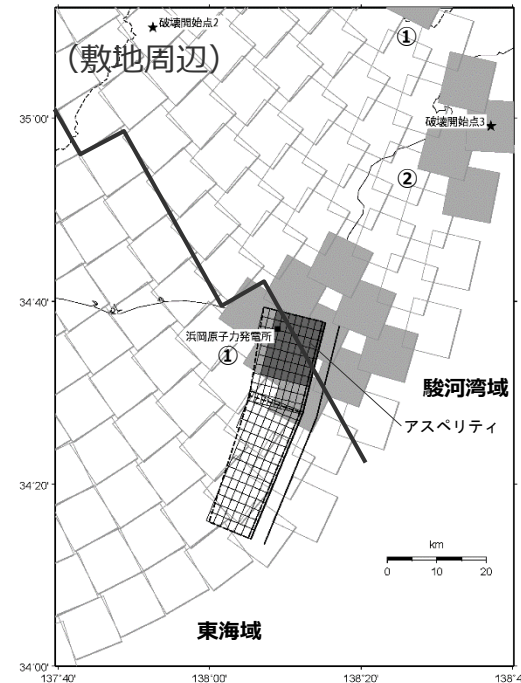 破壊開始点2
①
（敷地周辺）
35°00'
破壊開始点3
②
34°40'
浜岡原子力発電所
①
駿河湾域
アスペリティ
34°20'
km
0 10 20
東海域
34°00'
137°40' 138°00' 138°20' 138°4